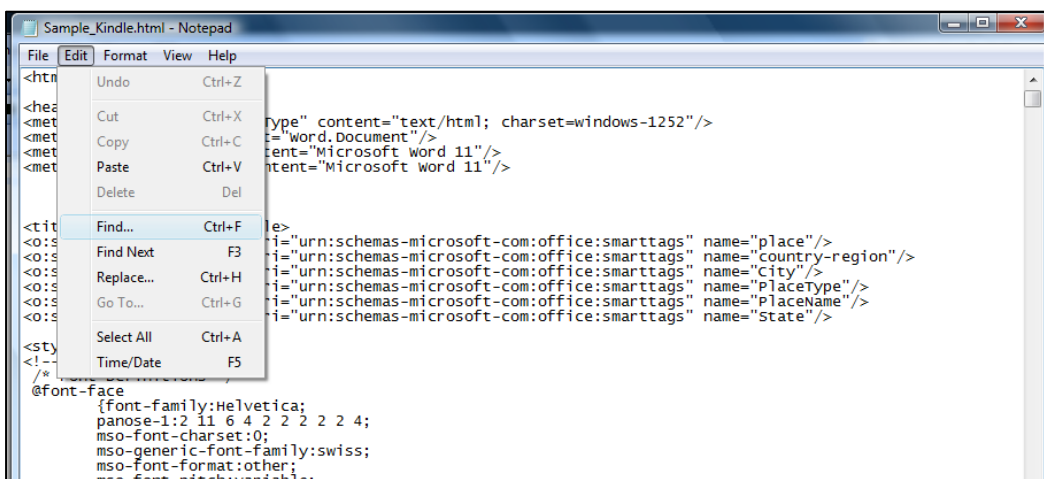 Sample_Kindle.html - Notepad
File Edit Format View Help
<htm
Undo Ctrl+Z
<hea
Cut Ctrl+X
<met Type" content="text/html; charset=windows-1252"/>
<met ="Word.Document"/>
Copy Ctrl+C
<met tent="Microsoft Word 11"/>
<met ntent="Microsoft Word 11"/>
Paste Ctrl+V
Delete Del
<tit le>
Find... Ctrl+F
<o:s ri="urn:schemas-microsoft-com:office:smarttags" name="place"/>
<o:s ri="urn:schemas-microsoft-com:office:smarttags" name="country-region"/>
Find Next F3
<o:s ri="urn:schemas-microsoft-com:office:smarttags" name="City"/>
Replace... Ctrl+H
<o:s ri="urn:schemas-microsoft-com:office:smarttags" name="PlaceType"/>
<o:s ri="urn:schemas-microsoft-com:office:smarttags" name="PlaceName"/>
Go To... Ctrl+G
<o:s ri="urn:schemas-microsoft-com:office:smarttags" name="State"/>
Select All Ctrl+A
<sty
<!--
Time/Date F5
/*
@font-face
{font-family:Helvetica;
panose-1:2 11 6 4 2 2 2 2 2 4;
mso-font-charset:0;
mso-generic-font-family:swiss;
mso-font-format:other;